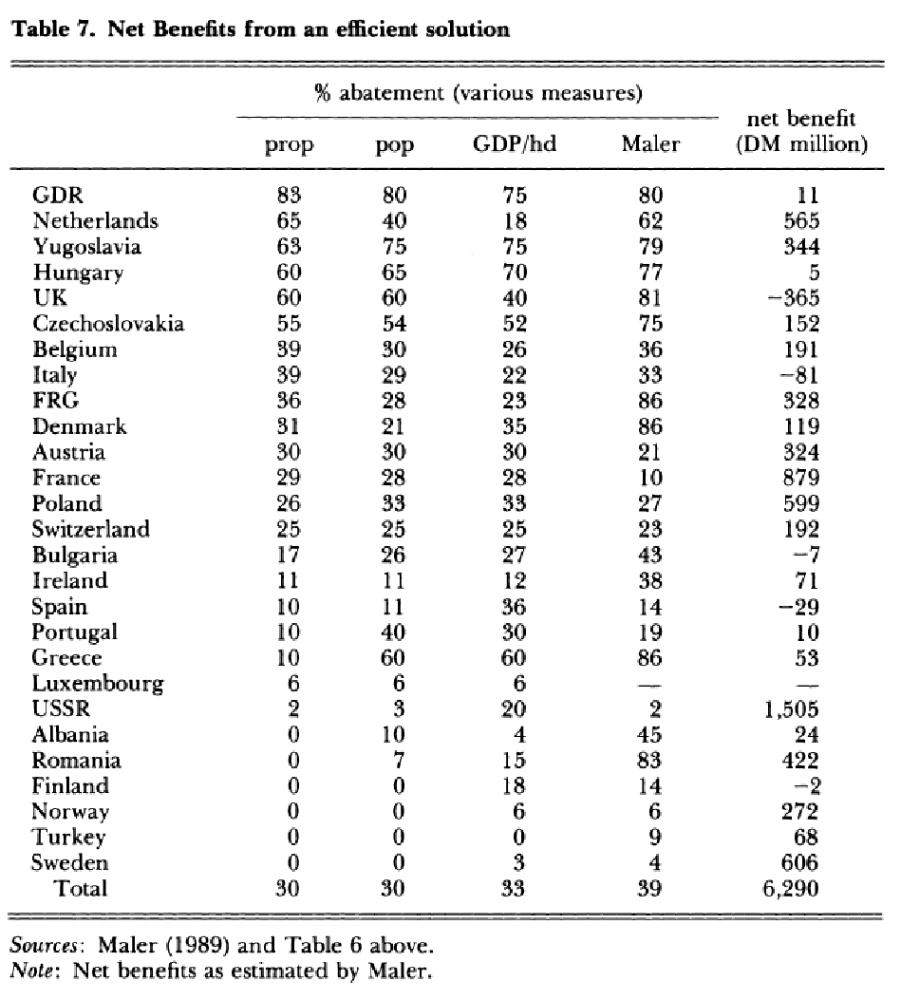 Table 7. Net Benefits from an efficient solution
% abatement (various measures)
net benefit
prop pop GDP/hd Maler (DM million)
GDR 83 80 75 80 11
Netherlands 65 40 18 62 565
Yugoslavia 63 75 75 79 344
Hungary 60 65 70 77 5
UK 60 60 40 81 −365
Czechoslovakia 55 54 52 75 152
Belgium 39 30 26 36 191
Italy 39 29 22 33 −81
FRG 36 28 23 86 328
Denmark 31 21 35 86 119
Austria 30 30 30 21 324
France 29 28 28 10 879
Poland 26 33 33 27 599
Switzerland 25 25 25 23 192
Bulgaria 17 26 27 43 −7
Ireland 11 11 12 38 71
Spain 10 11 36 14 −29
Portugal 10 40 30 19 10
Greece 10 60 60 86 53
Luxembourg 6 6 6 — —
USSR 2 3 20 2 1,505
Albania 0 10 4 45 24
Romania 0 7 15 83 422
Finland 0 0 18 14 −2
Norway 0 0 6 6 272
Turkey 0 0 0 9 68
Sweden 0 0 3 4 606
Total 30 30 33 39 6,290
Sources: Maler (1989) and Table 6 above.
Note: Net benefits as estimated by Maler.